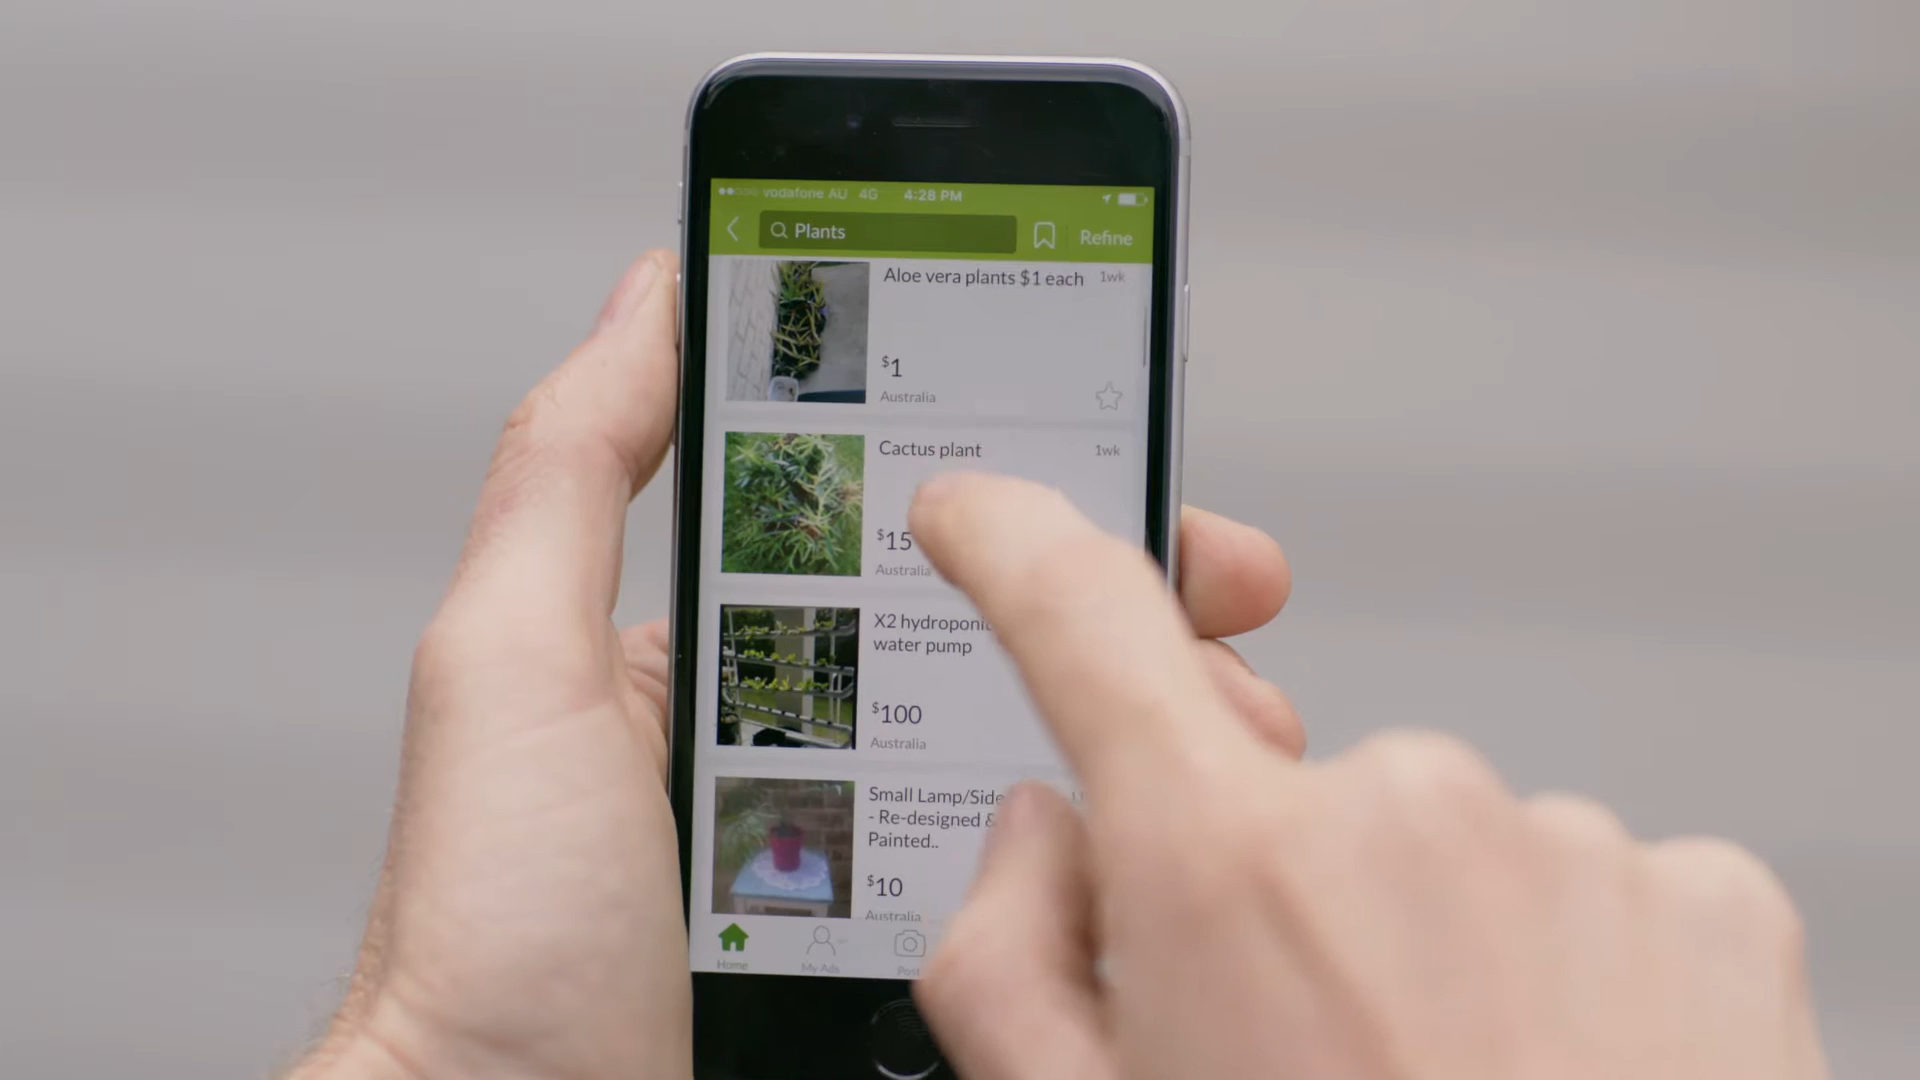 vodafone AU 4G 4:28 PM
Plants Refine
Aloe vera plants $1 each 1wk
$1
Australia
Cactus plant 1wk
$15
Australia
X2 hydroponic
water pump
$100
Australia
Small Lamp/Side
- Re-designed &
Painted..
$10
Australia
Home My Ads Post